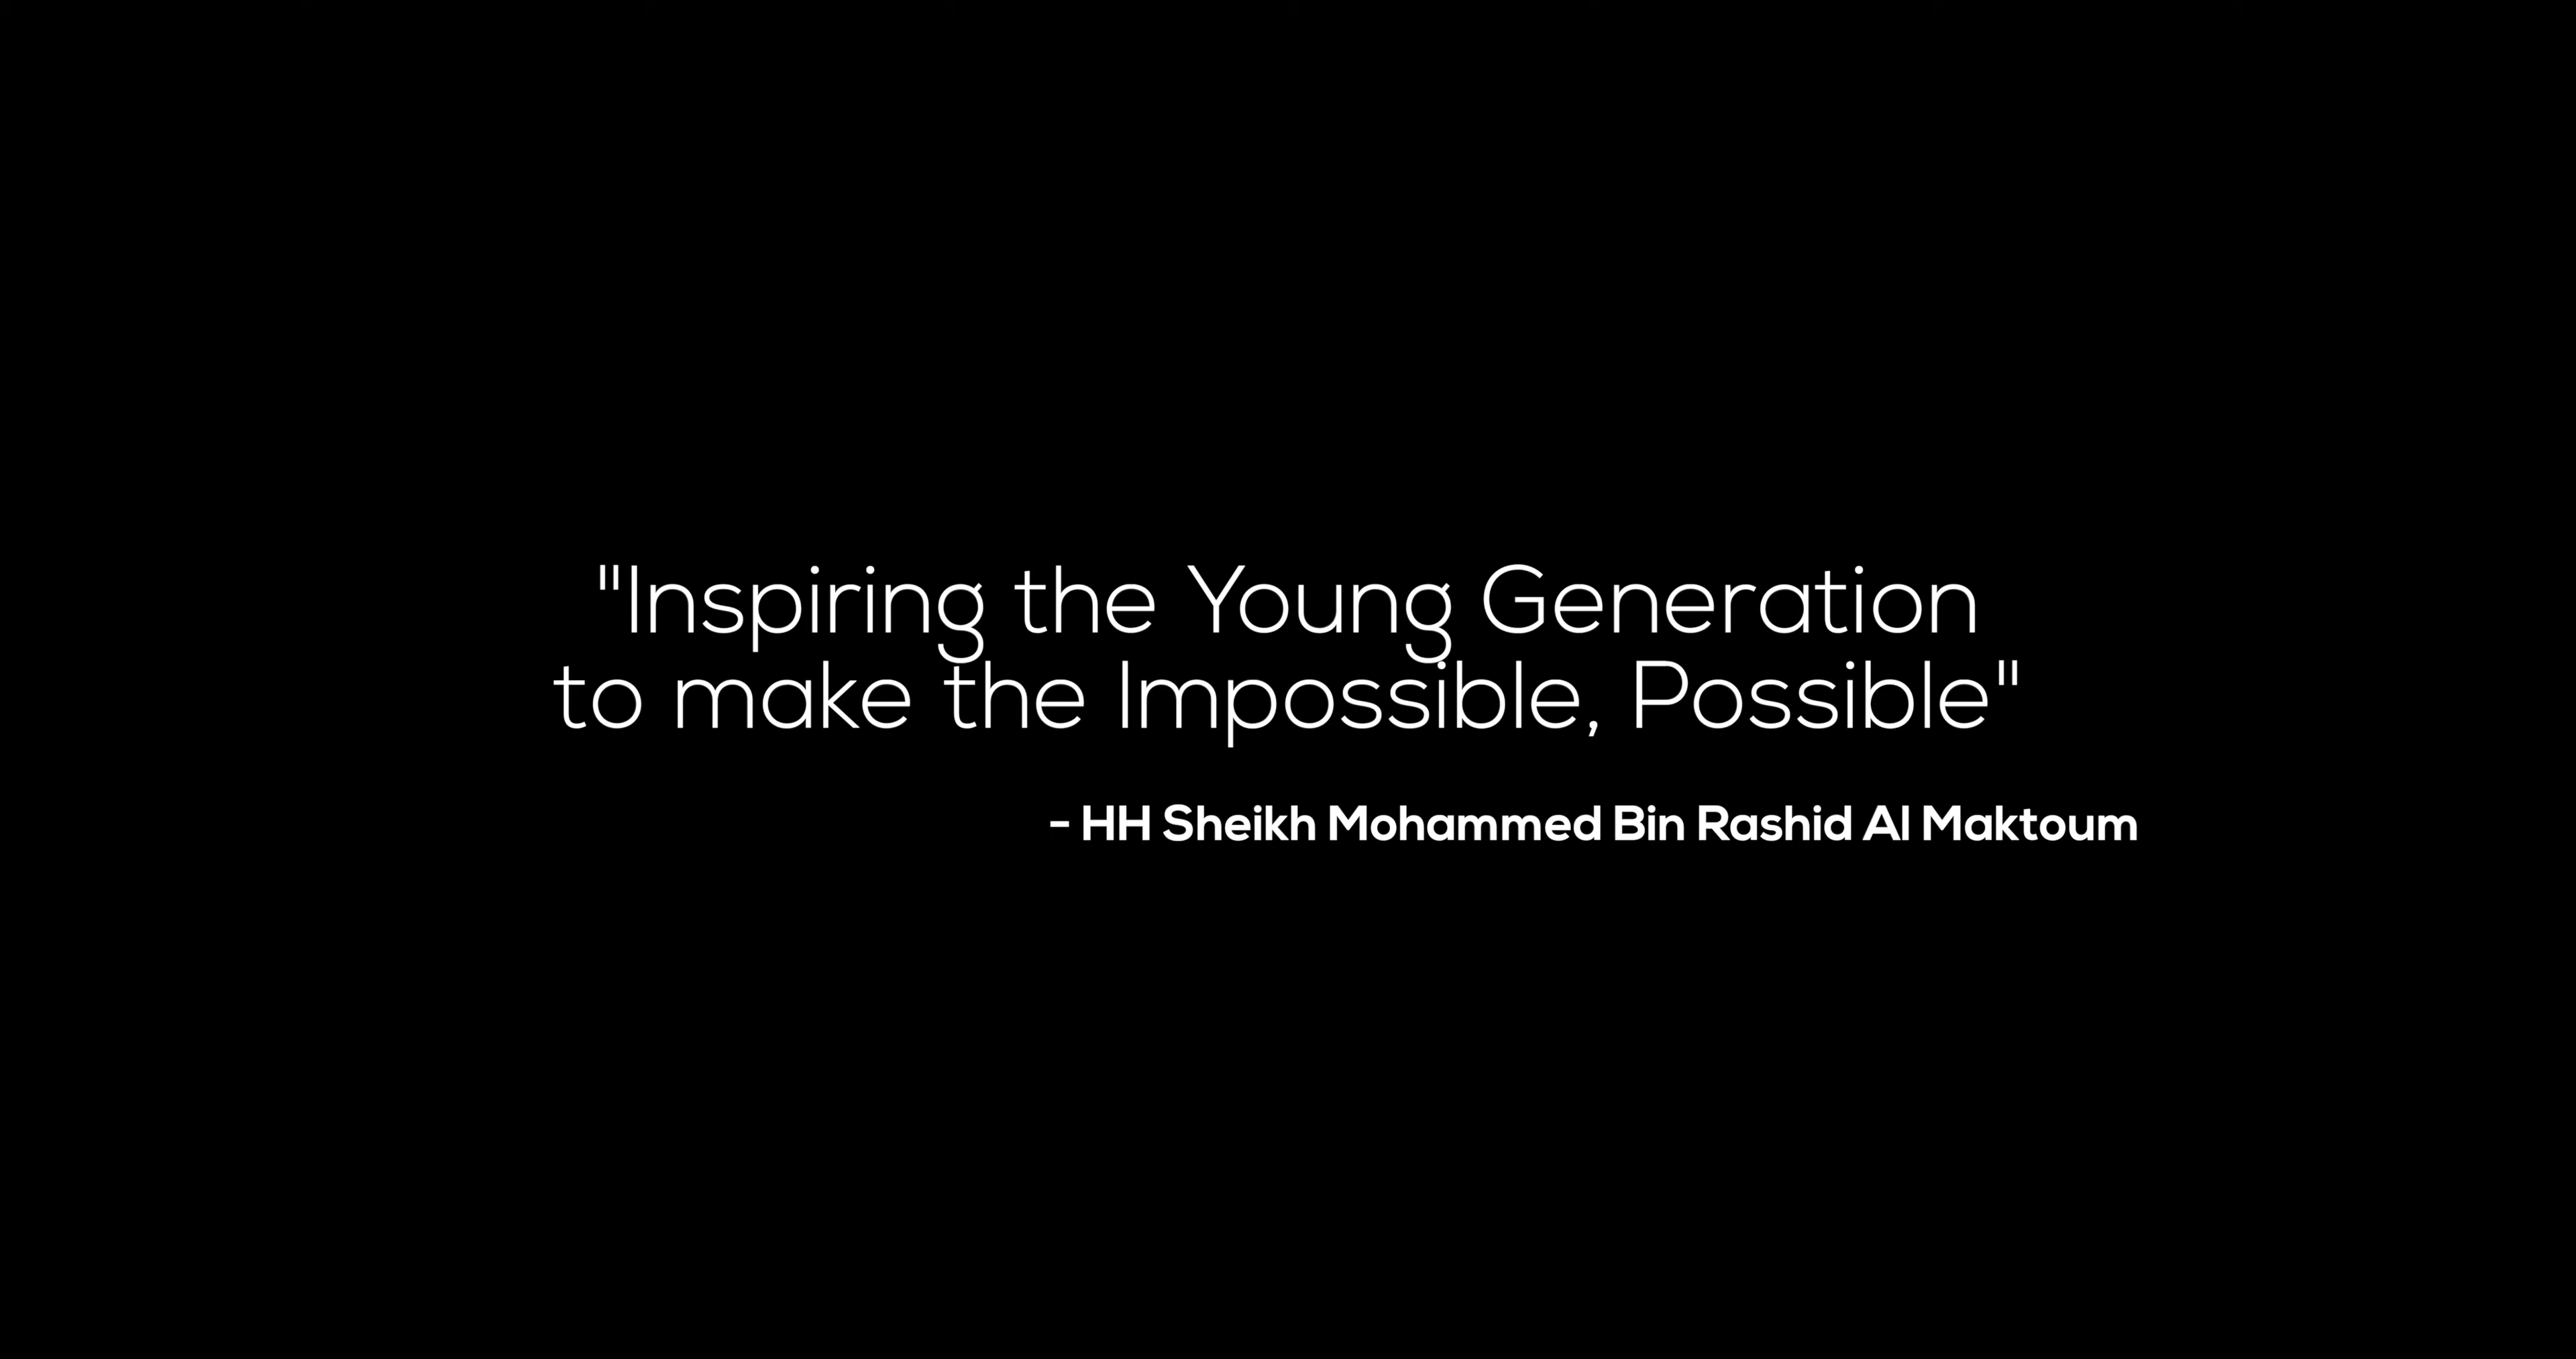 "Inspiring the Young Generation
to make the Impossible, Possible"
- HH Sheikh Mohammed Bin Rashid Al Maktoum